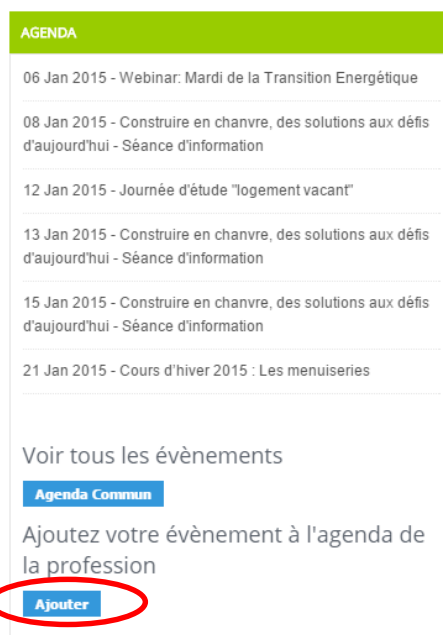 AGENDA
06 Jan 2015 - Webinar: Mardi de la Transition Energétique
08 Jan 2015 - Construire en chanvre, des solutions aux défis
d'aujourd'hui - Séance d'information
12 Jan 2015 - Journée d'étude "logement vacant"
13 Jan 2015 - Construire en chanvre, des solutions aux défis
d'aujourd'hui - Séance d'information
15 Jan 2015 - Construire en chanvre, des solutions aux défis
d'aujourd'hui - Séance d'information
21 Jan 2015 - Cours d'hiver 2015 : Les menuiseries
Voir tous les évènements
Agenda Commun
Ajoutez votre évènement à l'agenda de
la profession
Ajouter